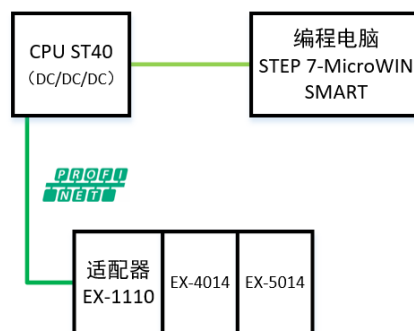 CPU ST40
（DC/DC/DC）
编程电脑
STEP 7-MicroWIN
SMART
PROFI
NET
适配器
EX-1110
EX-4014
EX-5014